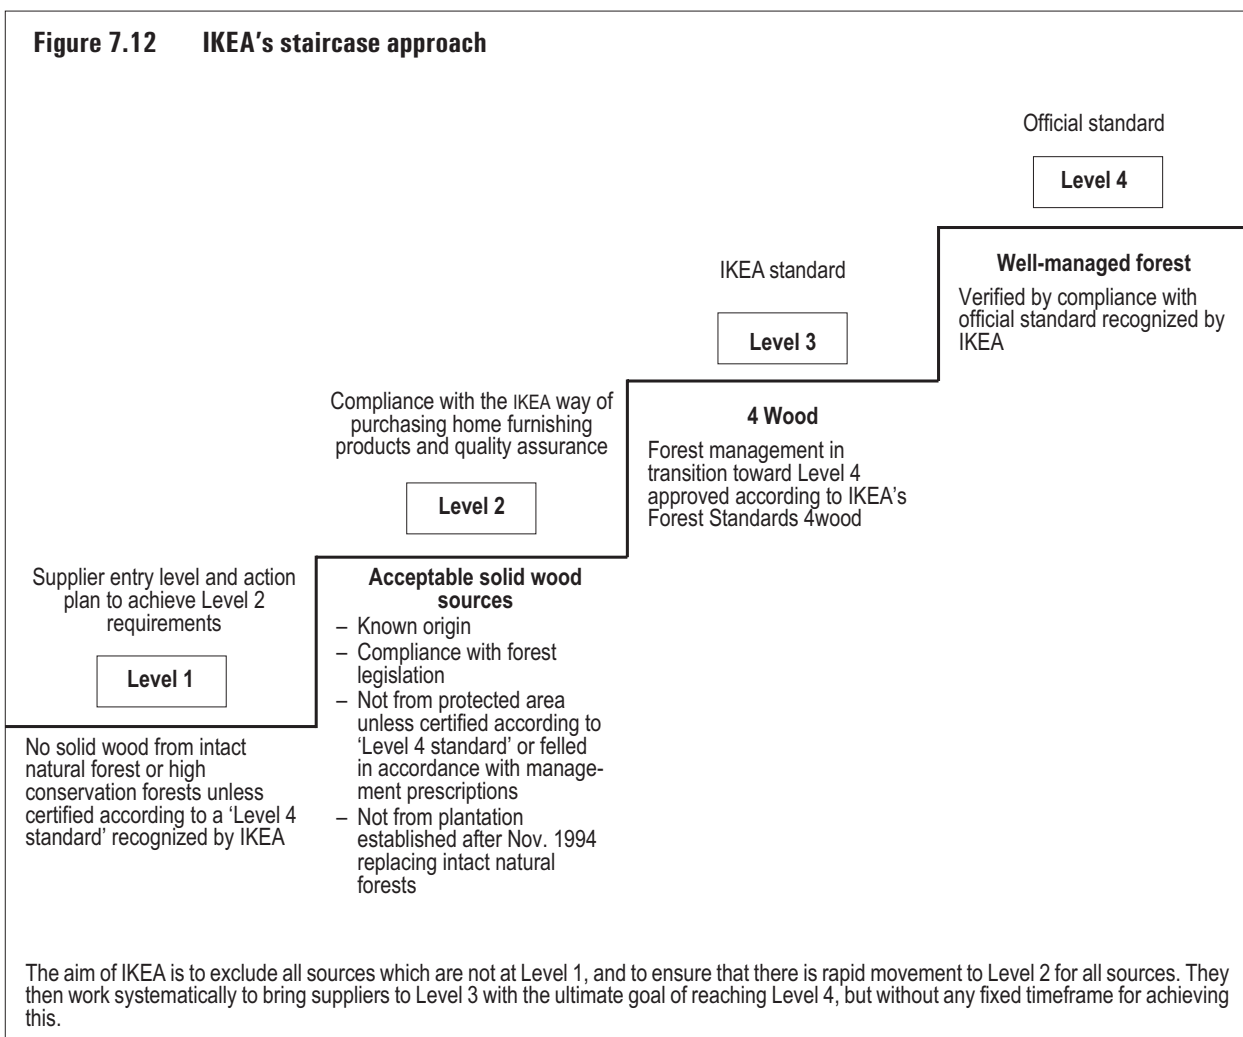 Figure 7.12 IKEA's staircase approach
Official standard
Level 4
Well-managed forest
Verified by compliance with
official standard recognized by
IKEA
IKEA standard
Level 3
4 Wood
Forest management in
transition toward Level 4
approved according to IKEA's
Forest Standards 4wood
Compliance with the IKEA way of
purchasing home furnishing
products and quality assurance
Level 2
Acceptable solid wood
sources
– Known origin
– Compliance with forest
legislation
– Not from protected area
unless certified according to
'Level 4 standard' or felled
in accordance with manage-
ment prescriptions
– Not from plantation
established after Nov. 1994
replacing intact natural
forests
Supplier entry level and action
plan to achieve Level 2
requirements
Level 1
No solid wood from intact
natural forest or high
conservation forests unless
certified according to a 'Level 4
standard' recognized by IKEA
The aim of IKEA is to exclude all sources which are not at Level 1, and to ensure that there is rapid movement to Level 2 for all sources. They
then work systematically to bring suppliers to Level 3 with the ultimate goal of reaching Level 4, but without any fixed timeframe for achieving
this.